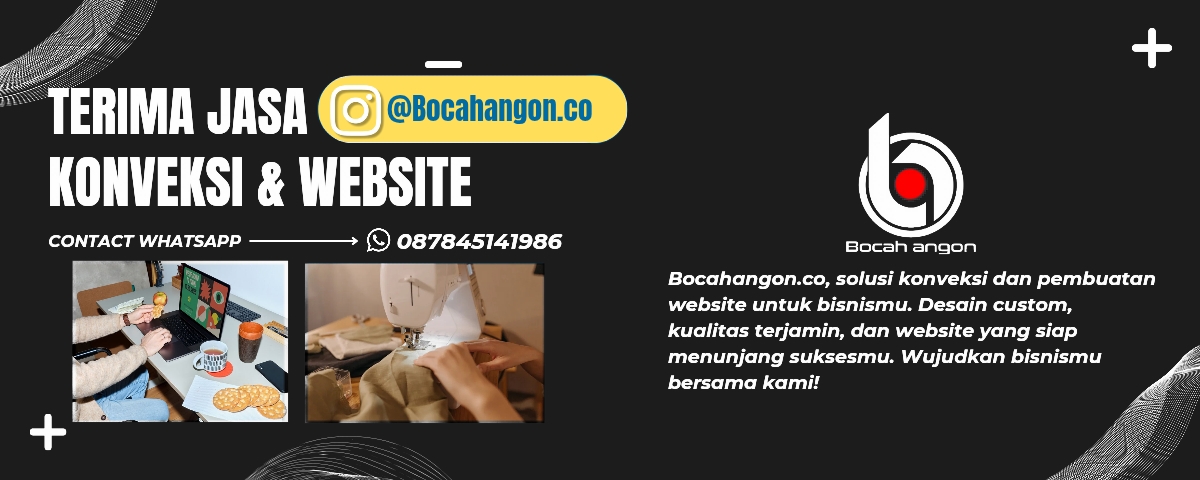 TERIMA JASA @Bocahangon.co
KONVEKSI & WEBSITE
CONTACT WHATSAPP 087845141986
Bocah angon
Bocahangon.co, solusi konveksi dan pembuatan
website untuk bisnismu. Desain custom,
kualitas terjamin, dan website yang siap
menunjang suksesmu. Wujudkan bisnismu
bersama kami!